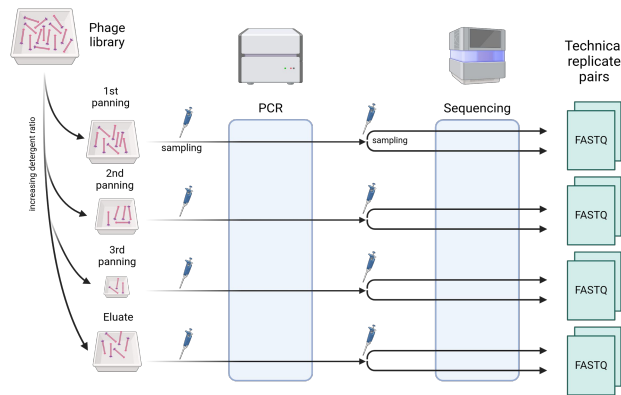 Phage
library
Technica
replicate
pairs
1st
panning
PCR
Sequencing
sampling
sampling
FASTQ
increasing detergent ratio
2nd
panning
FASTQ
3rd
panning
FASTQ
Eluate
FASTQ